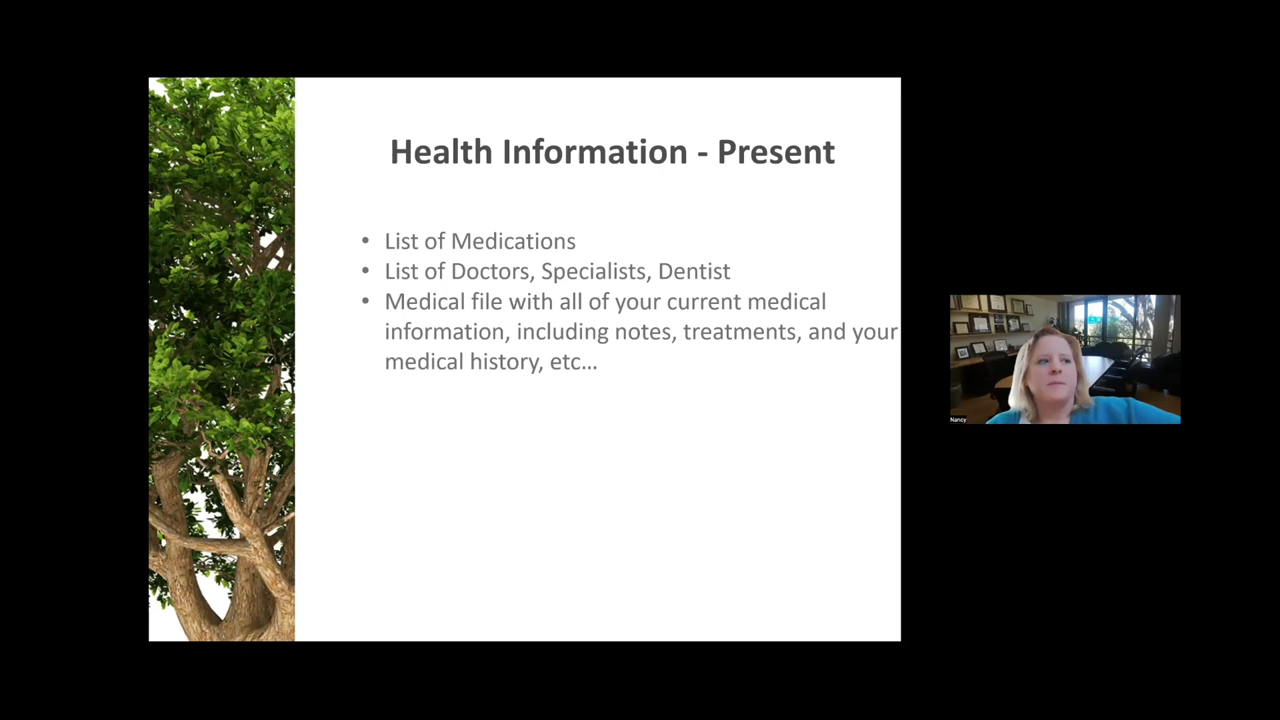 Health Information - Present
• List of Medications
• List of Doctors, Specialists, Dentist
• Medical file with all of your current medical
information, including notes, treatments, and your
medical history, etc…
Nancy